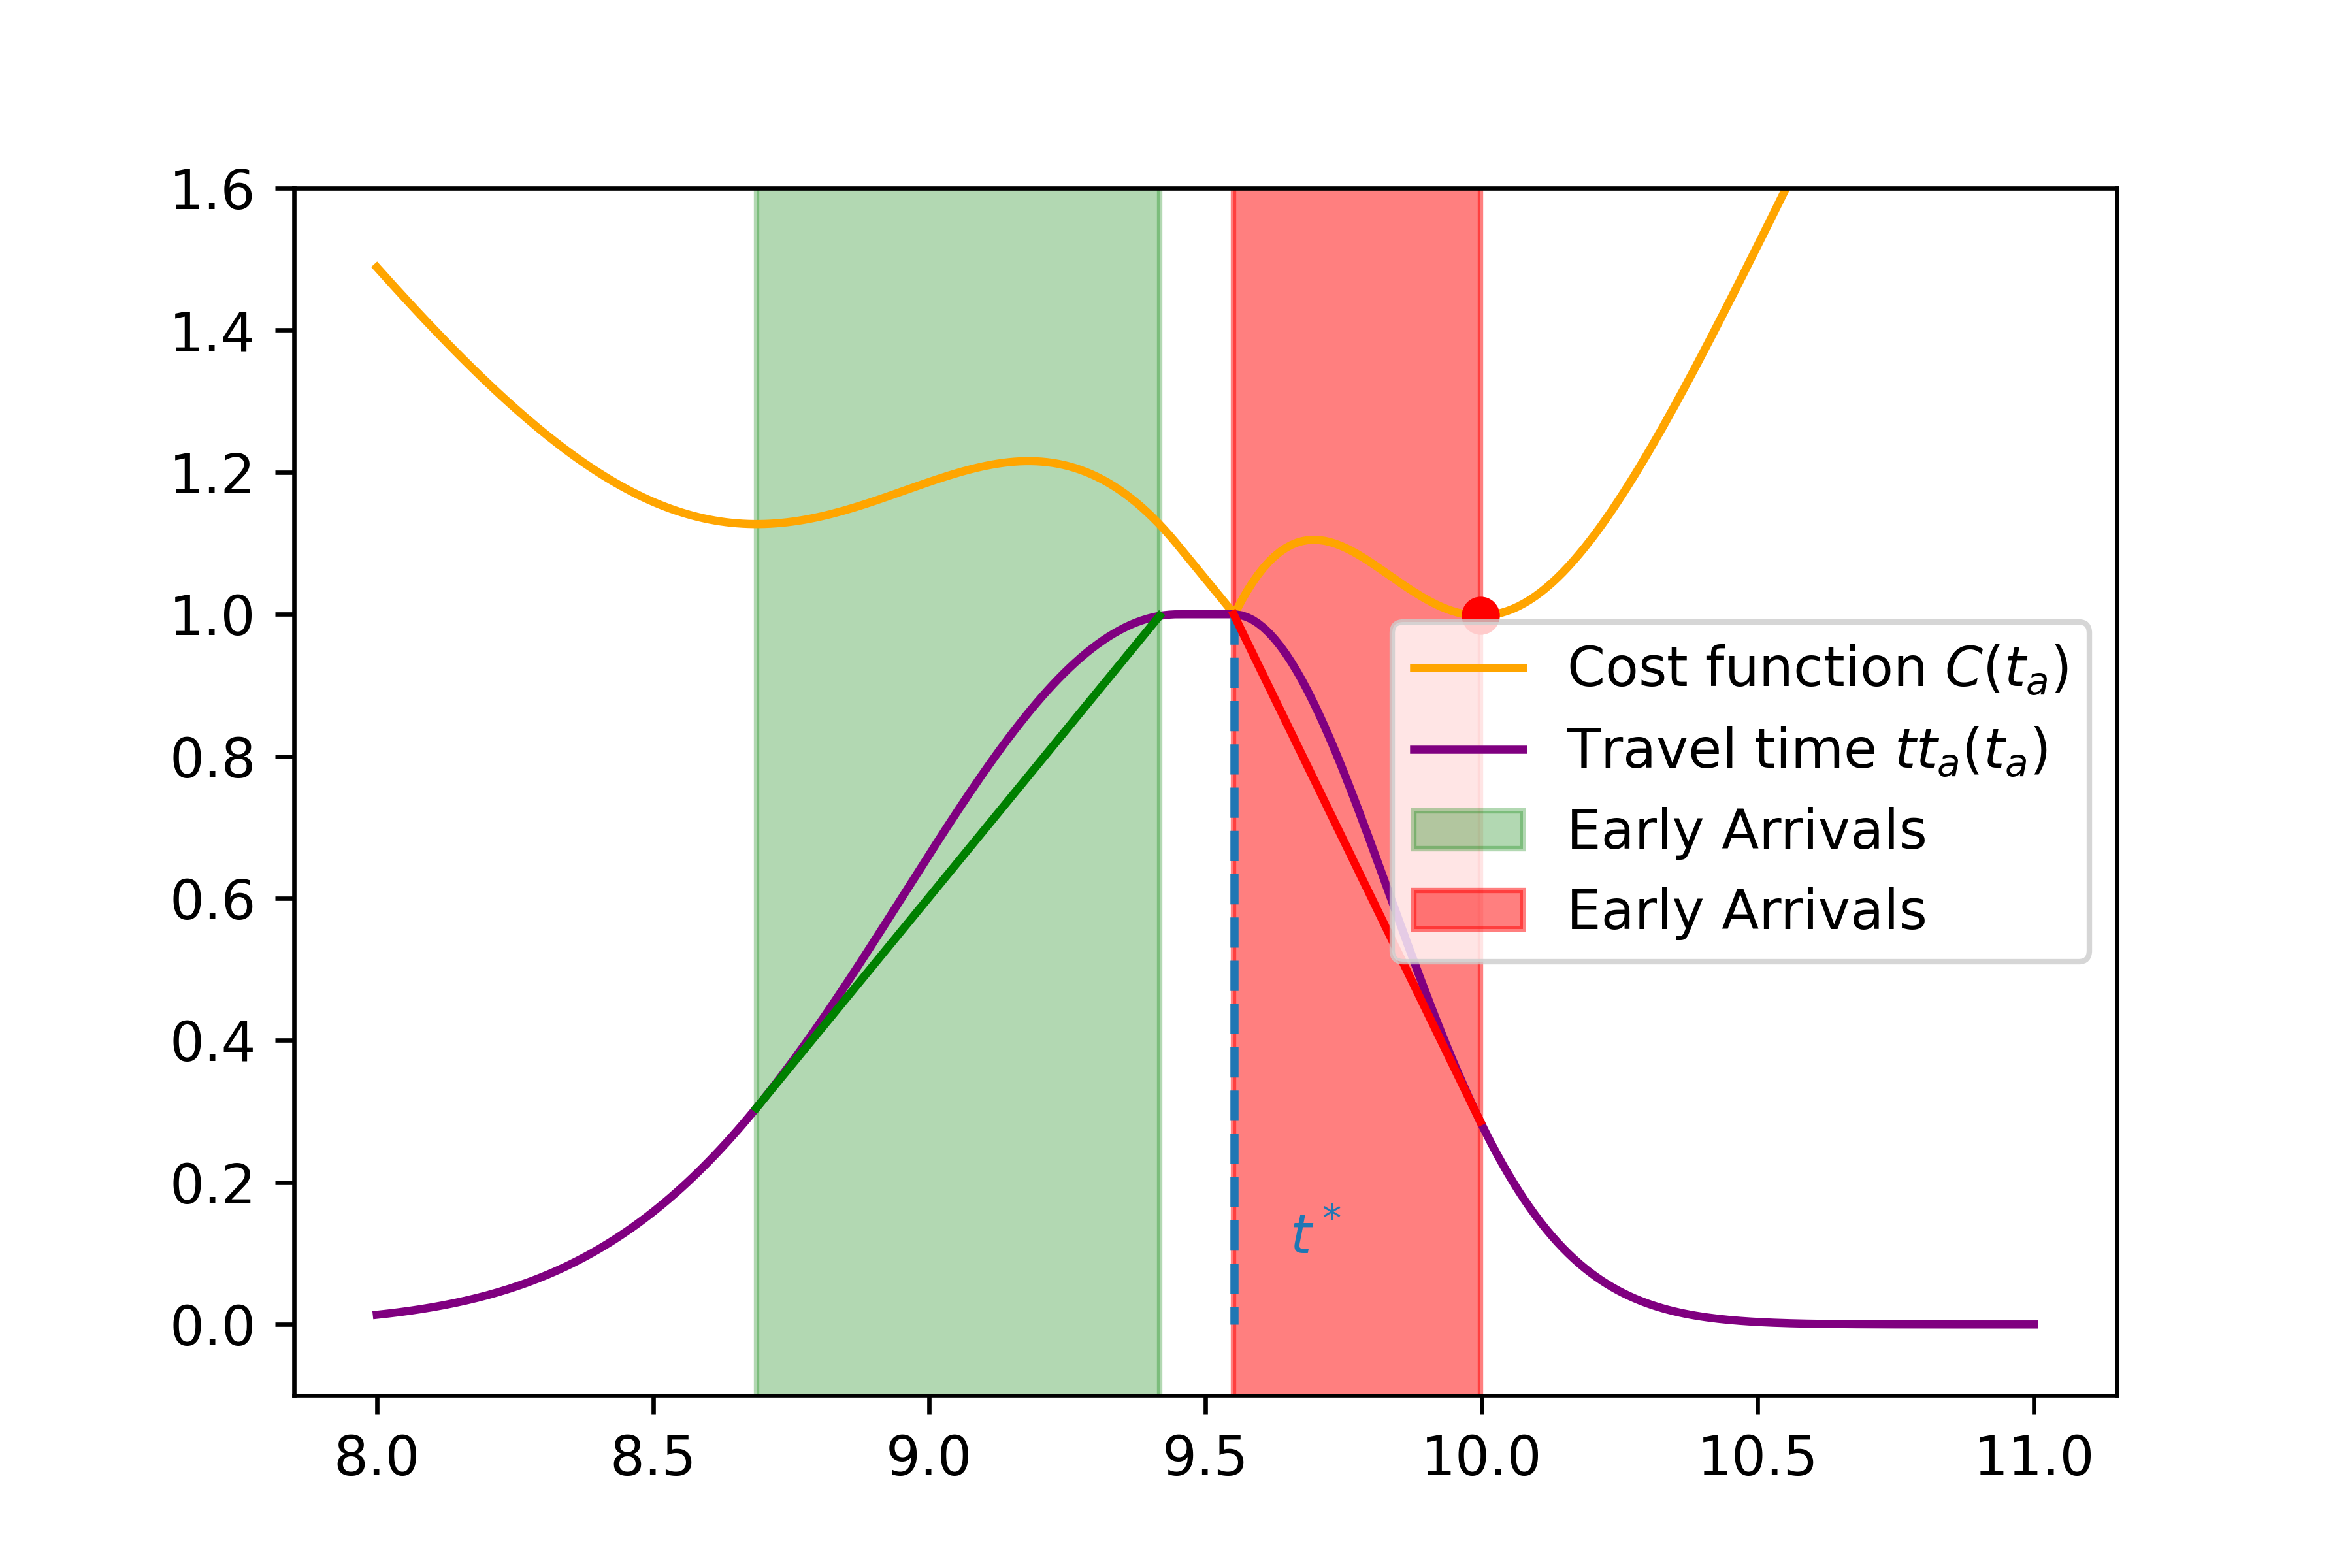 1.6
1.4
1.2
1.0
0.8
0.6
0.4
0.2
0.0
8.0 8.5 9.0 9.5 10.0 10.5 11.0
Cost function C(tₐ)
Travel time ttₐ(tₐ)
Early Arrivals
Early Arrivals
t*